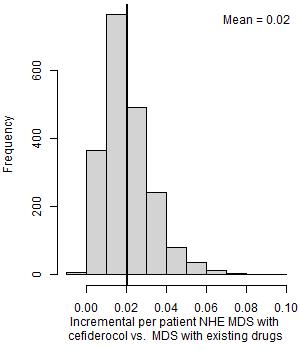 Mean = 0.02
Frequency
600
400
200
0
0.00 0.02 0.04 0.06 0.08 0.10
Incremental per patient NHE MDS with
cefiderocol vs. MDS with existing drugs